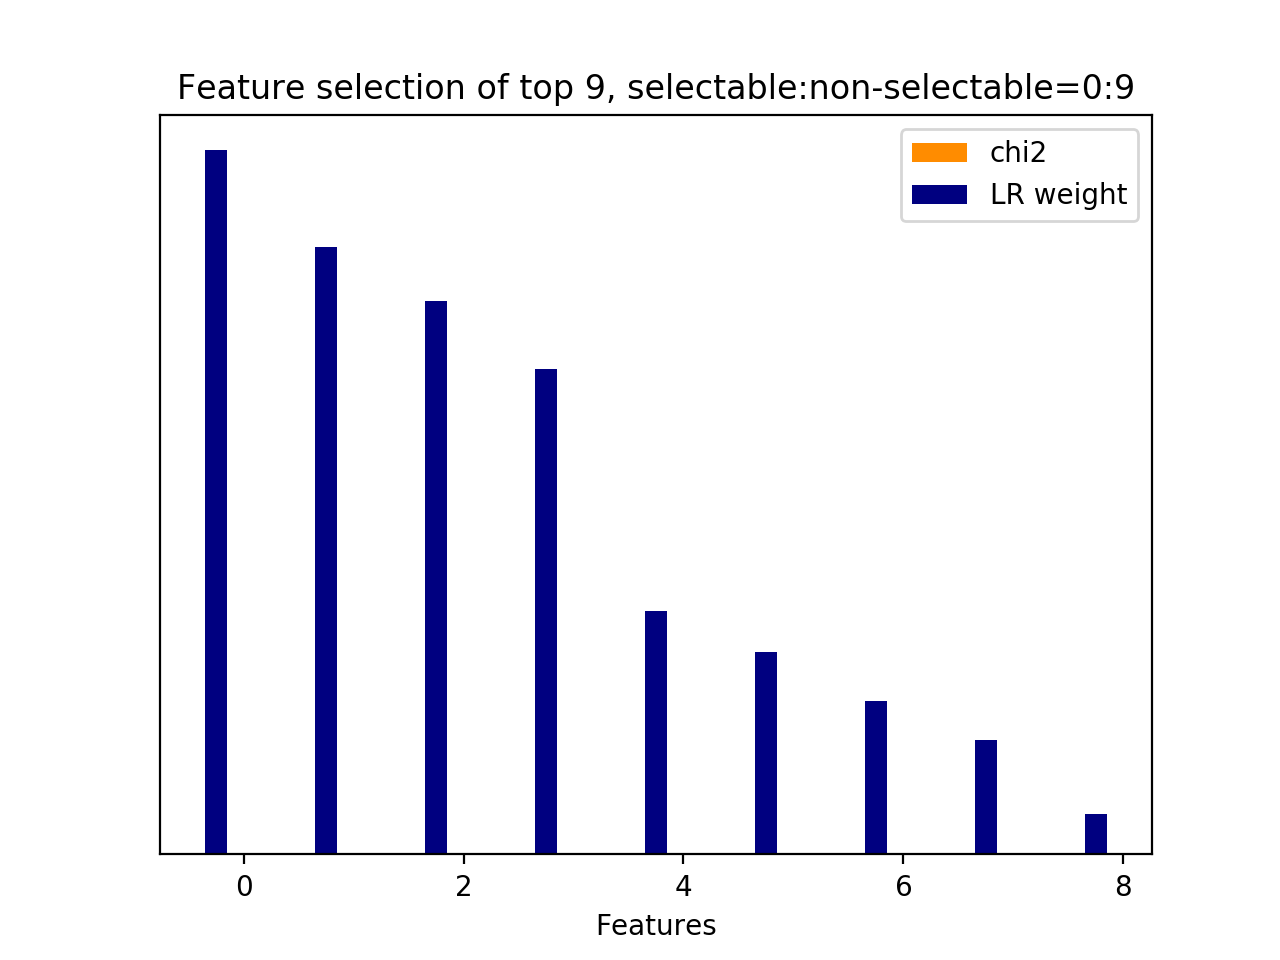 Feature selection of top 9, selectable:non-selectable=0:9
chi2
LR weight
0 2 4 6 8
Features